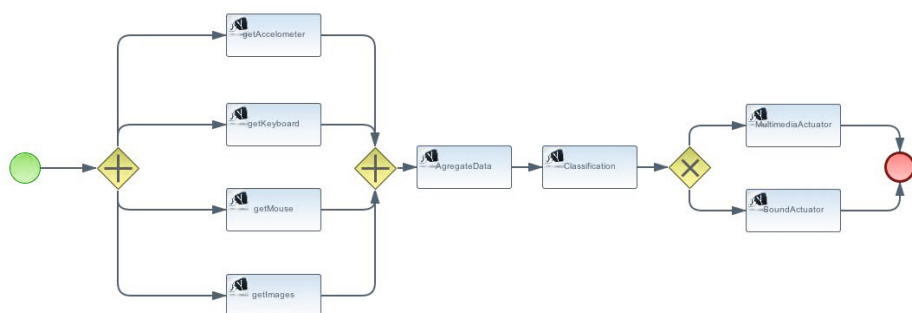 getAccelometer
getKeyboard
getMouse
getImages
AgregateData
Classification
MultimediaActuator
SoundActuator